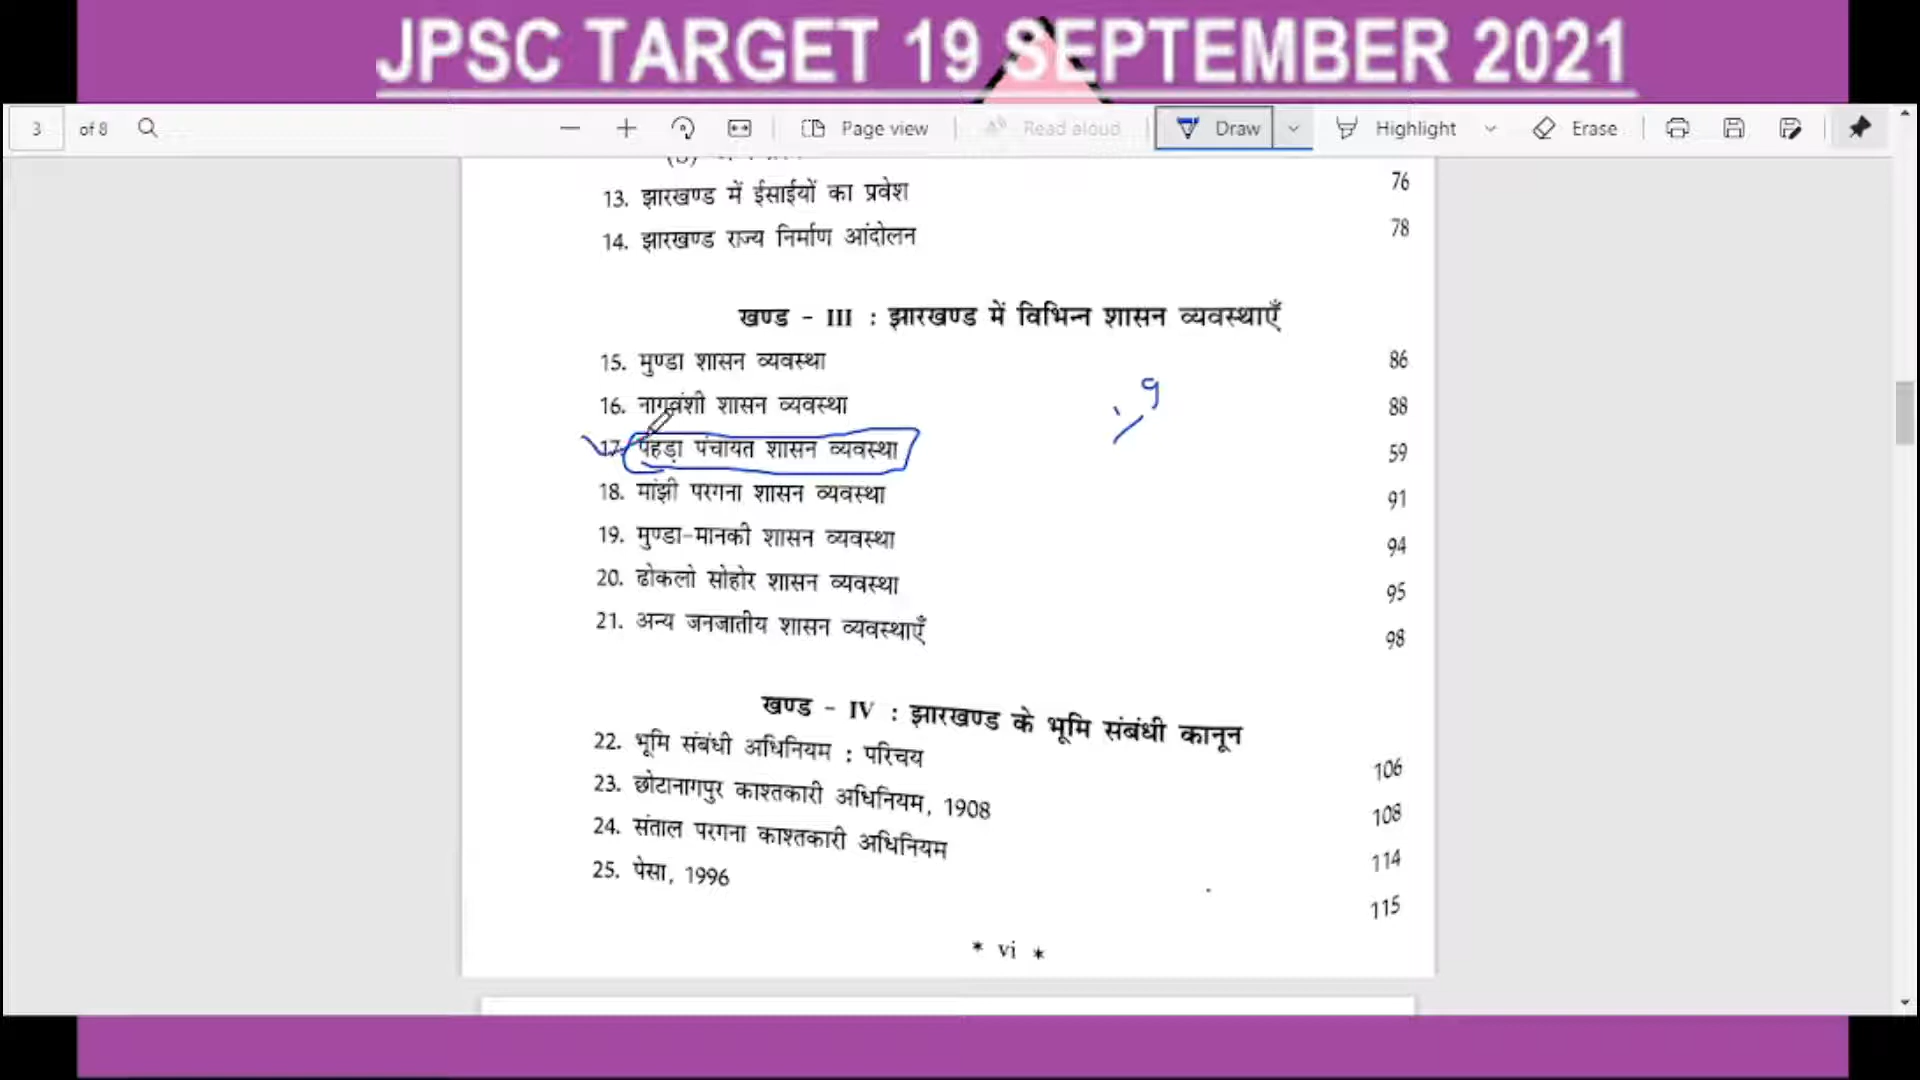 JPSC TARGET 19 SEPTEMBER 2021
3 of 8 Page view Read aloud Draw Highlight Erase
13. झारखण्ड में ईसाईयों का प्रवेश 76
14. झारखण्ड राज्य निर्माण आंदोलन 78
खण्ड - III : झारखण्ड में विभिन्न शासन व्यवस्थाएँ
15. मुण्डा शासन व्यवस्था 86
16. नागवंशी शासन व्यवस्था 88
9
17. पहड़ा पंचायत शासन व्यवस्था 59
18. मांझी परगना शासन व्यवस्था 91
19. मुण्डा-मानकी शासन व्यवस्था 94
20. ढोकलो सोहोर शासन व्यवस्था 95
21. अन्य जनजातीय शासन व्यवस्थाएँ 98
खण्ड - IV : झारखण्ड के भूमि संबंधी कानून
22. भूमि संबंधी अधिनियम : परिचय 106
23. छोटानागपुर काश्तकारी अधिनियम, 1908 108
24. संताल परगना काश्तकारी अधिनियम 114
25. पेसा, 1996 115
* vi *